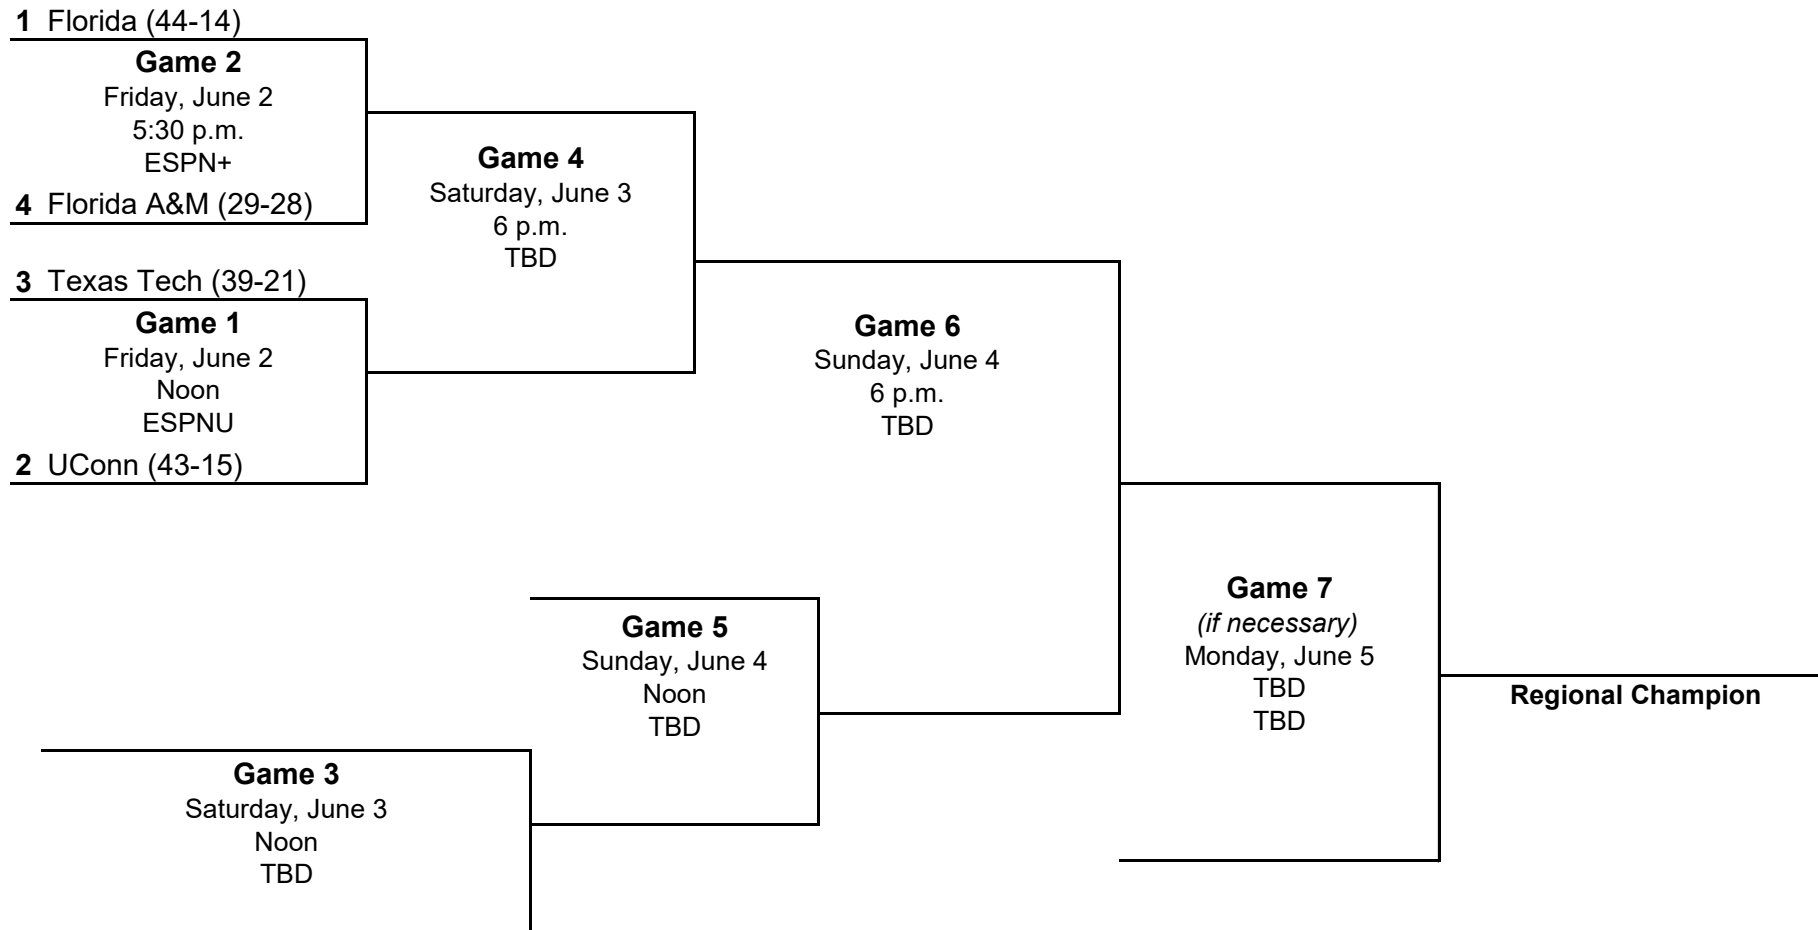 1 Florida (44-14)
Game 2
Friday, June 2
5:30 p.m.
ESPN+
4 Florida A&M (29-28)
3 Texas Tech (39-21)
Game 1
Friday, June 2
Noon
ESPNU
2 UConn (43-15)
Game 4
Saturday, June 3
6 p.m.
TBD
Game 6
Sunday, June 4
6 p.m.
TBD
Game 5
Sunday, June 4
Noon
TBD
Game 3
Saturday, June 3
Noon
TBD
Game 7
(if necessary)
Monday, June 5
TBD
TBD
Regional Champion